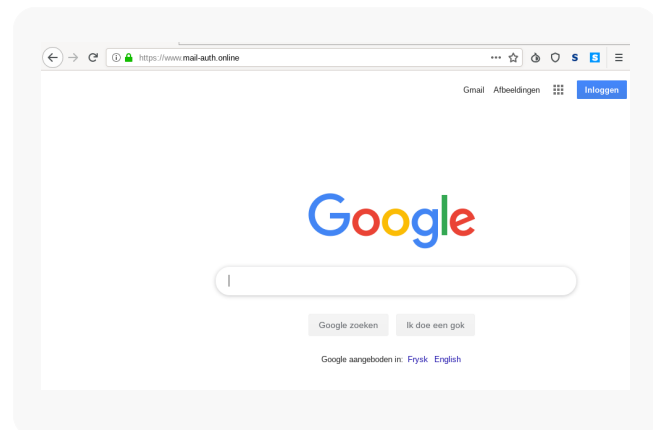 https://www.mail-auth.online
Gmail Afbeeldingen Inloggen
Google
Google zoeken Ik doe een gok
Google aangeboden in: Frysk English